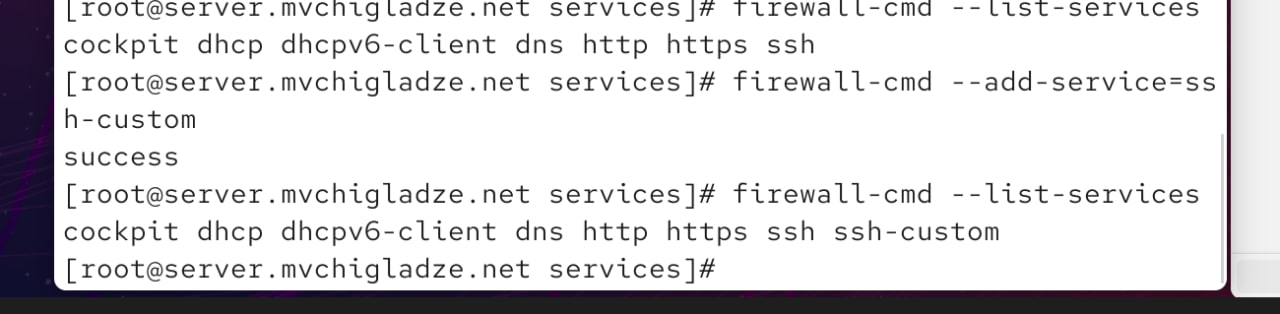 [root@server.mvchigladze.net services]# firewall-cmd --list-services
cockpit dhcp dhcpv6-client dns http https ssh
[root@server.mvchigladze.net services]# firewall-cmd --add-service=ss
h-custom
success
[root@server.mvchigladze.net services]# firewall-cmd --list-services
cockpit dhcp dhcpv6-client dns http https ssh ssh-custom
[root@server.mvchigladze.net services]#